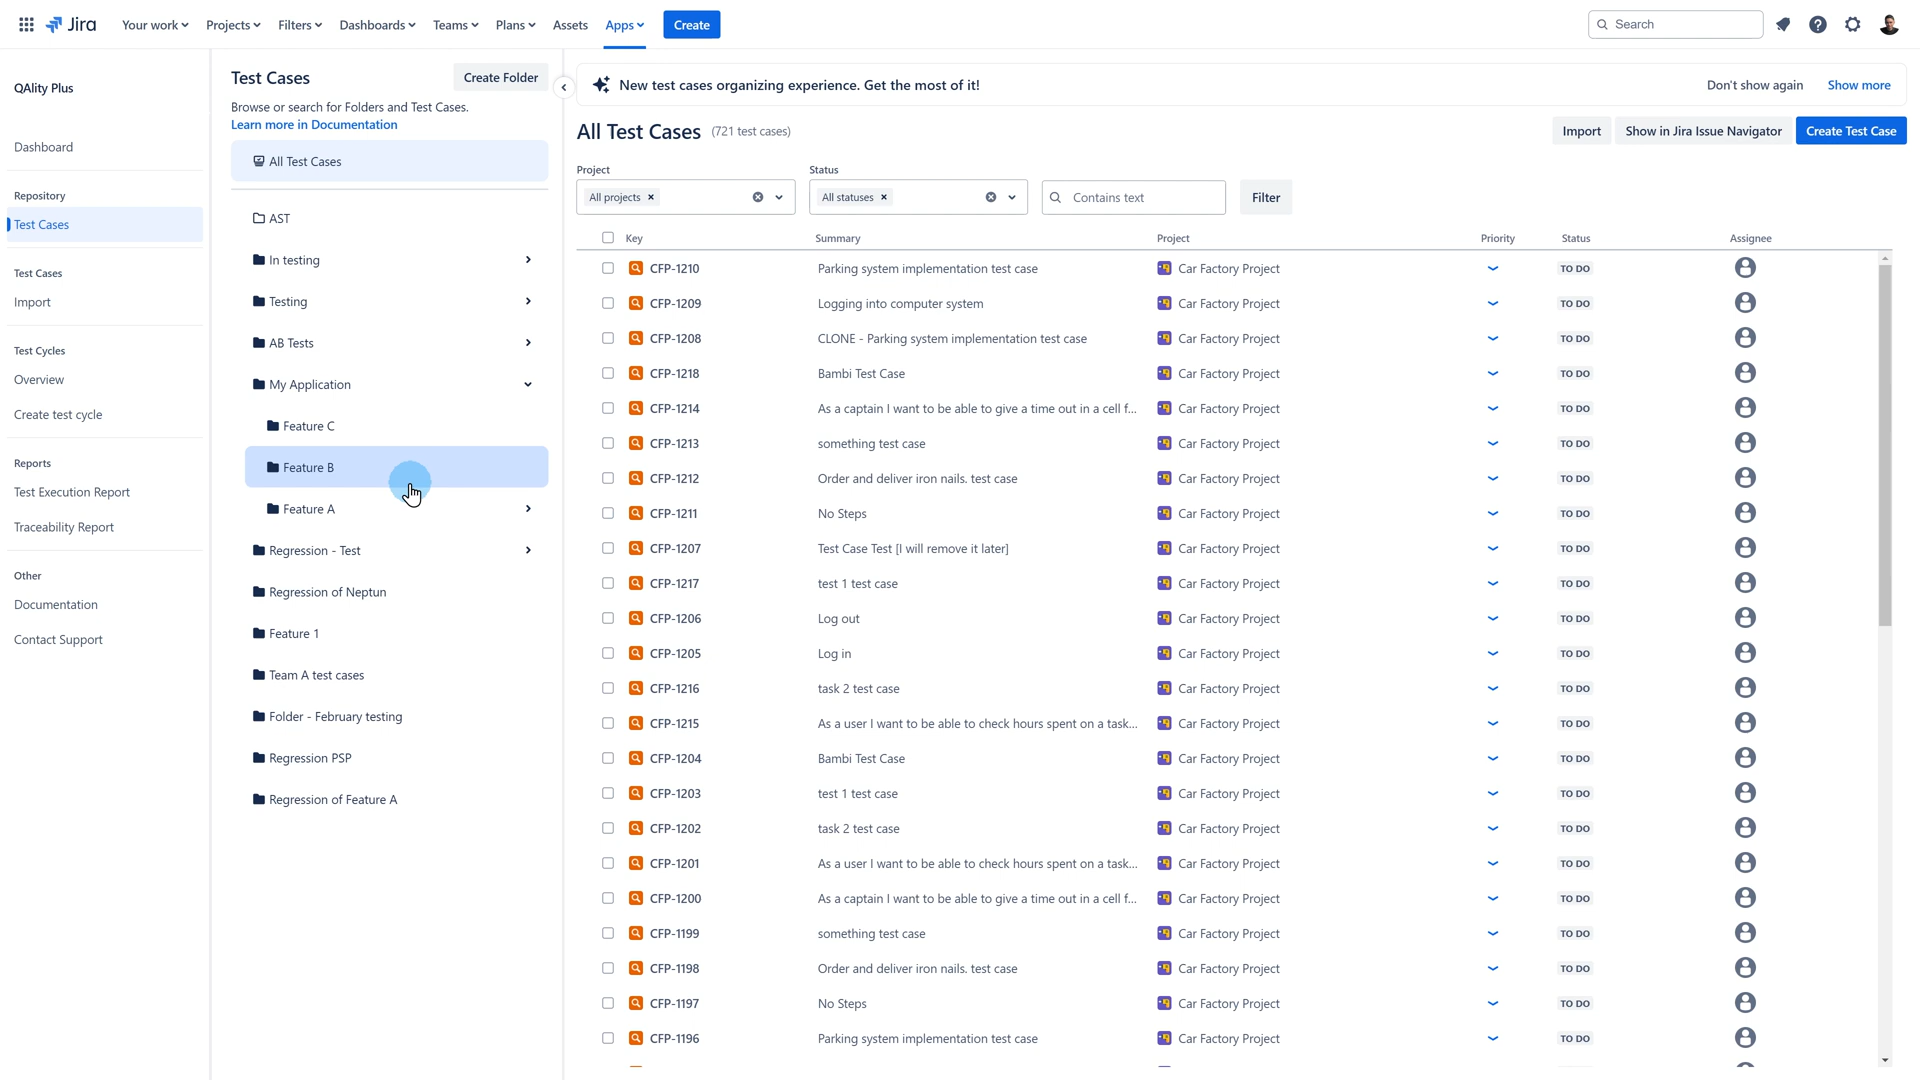 Jira Your work Projects Filters Dashboards Teams Plans Assets Apps Create Search
QAlity Plus
Dashboard
Repository
Test Cases
Test Cases
Import
Test Cycles
Overview
Create test cycle
Reports
Test Execution Report
Traceability Report
Other
Documentation
Contact Support
Test Cases Create Folder
Browse or search for Folders and Test Cases.
Learn more in Documentation
All Test Cases
AST
In testing
Testing
AB Tests
My Application
Feature C
Feature B
Feature A
Regression - Test
Regression of Neptun
Feature 1
Team A test cases
Folder - February testing
Regression PSP
Regression of Feature A
New test cases organizing experience. Get the most of it! Don't show again Show more
All Test Cases (721 test cases) Import Show in Jira Issue Navigator Create Test Case
Project Status
All projects All statuses Contains text Filter
Key Summary Project Priority Status Assignee
CFP-1210 Parking system implementation test case Car Factory Project TO DO
CFP-1209 Logging into computer system Car Factory Project TO DO
CFP-1208 CLONE - Parking system implementation test case Car Factory Project TO DO
CFP-1218 Bambi Test Case Car Factory Project TO DO
CFP-1214 As a captain I want to be able to give a time out in a cell f... Car Factory Project TO DO
CFP-1213 something test case Car Factory Project TO DO
CFP-1212 Order and deliver iron nails. test case Car Factory Project TO DO
CFP-1211 No Steps Car Factory Project TO DO
CFP-1207 Test Case Test [I will remove it later] Car Factory Project TO DO
CFP-1217 test 1 test case Car Factory Project TO DO
CFP-1206 Log out Car Factory Project TO DO
CFP-1205 Log in Car Factory Project TO DO
CFP-1216 task 2 test case Car Factory Project TO DO
CFP-1215 As a user I want to be able to check hours spent on a task... Car Factory Project TO DO
CFP-1204 Bambi Test Case Car Factory Project TO DO
CFP-1203 test 1 test case Car Factory Project TO DO
CFP-1202 task 2 test case Car Factory Project TO DO
CFP-1201 As a user I want to be able to check hours spent on a task... Car Factory Project TO DO
CFP-1200 As a captain I want to be able to give a time out in a cell f... Car Factory Project TO DO
CFP-1199 something test case Car Factory Project TO DO
CFP-1198 Order and deliver iron nails. test case Car Factory Project TO DO
CFP-1197 No Steps Car Factory Project TO DO
CFP-1196 Parking system implementation test case Car Factory Project TO DO